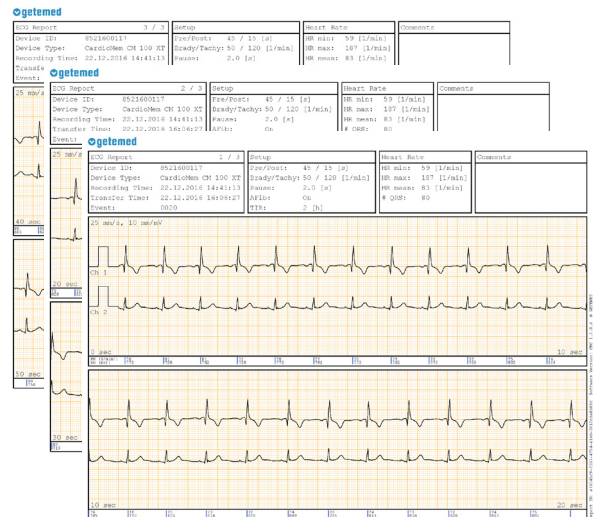 getemed
ECG Report 3 / 3 Setup Heart Rate Comments
Device ID: 8521600117 Pre/Post: 45 / 15 [s] HR min: 59 [1/min]
Device Type: CardioMem CM 100 XT Brady/Tachy: 50 / 120 [1/min] HR max: 187 [1/min]
Recording Time: 22.12.2016 14:41:13 Pause: 2.0 [s] HR mean: 83 [1/min]
Transfe
Event:
25 mm/s
40 sec
50 sec
getemed
ECG Report 2 / 3 Setup Heart Rate Comments
Device ID: 8521600117 Pre/Post: 45 / 15 [s] HR min: 59 [1/min]
Device Type: CardioMem CM 100 XT Brady/Tachy: 50 / 120 [1/min] HR max: 187 [1/min]
Recording Time: 22.12.2016 14:41:13 Pause: 2.0 [s] HR mean: 83 [1/min]
Transfer Time: 22.12.2016 16:06:27 AFib: On # QRS: 80
Event:
25 mm/s
20 sec
30 sec
getemed
ECG Report 1 / 3 Setup Heart Rate Comments
Device ID: 8521600117 Pre/Post: 45 / 15 [s] HR min: 59 [1/min]
Device Type: CardioMem CM 100 XT Brady/Tachy: 50 / 120 [1/min] HR max: 187 [1/min]
Recording Time: 22.12.2016 14:41:13 Pause: 2.0 [s] HR mean: 83 [1/min]
Transfer Time: 22.12.2016 16:06:27 AFib: On # QRS: 80
Event: 0020 TTR: 2 [h]
25 mm/s, 10 mm/mV
Ch 1
Ch 2
0 sec 10 sec
10 sec 20 sec